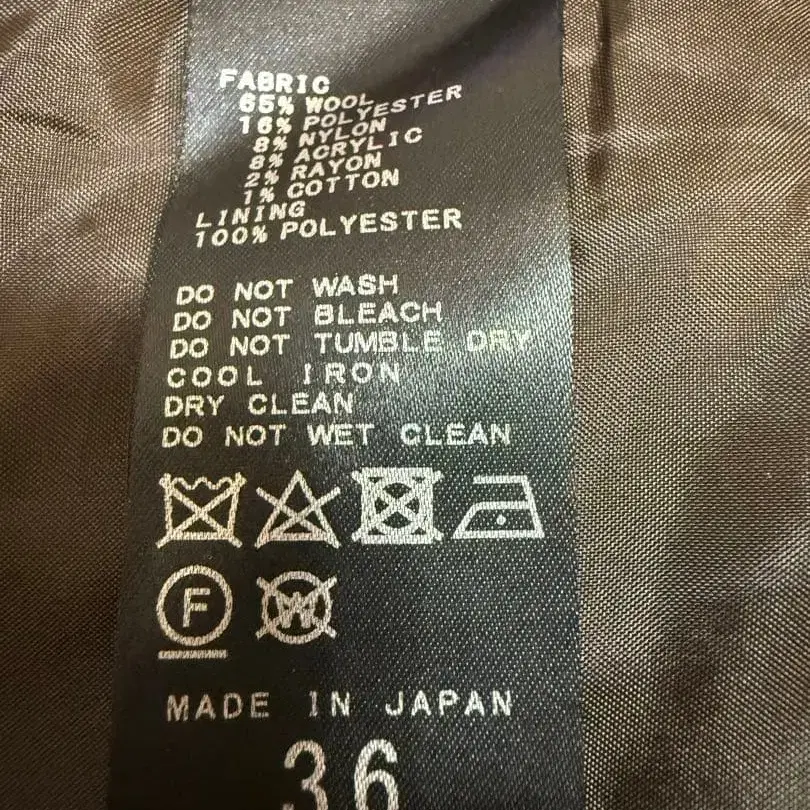 FABRIC
65% WOOL
16% POLYESTER
8% NYLON
8% ACRYLIC
2% RAYON
1% COTTON
LINING
100% POLYESTER
DO NOT WASH
DO NOT BLEACH
DO NOT TUMBLE DRY
COOL IRON
DRY CLEAN
DO NOT WET CLEAN
F W
MADE IN JAPAN
36